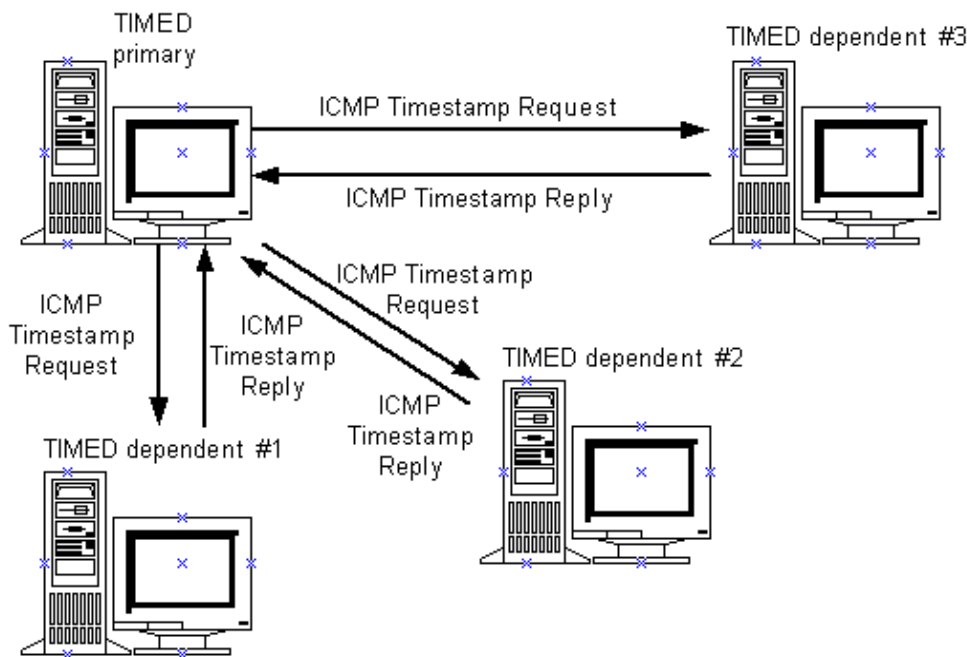 TIMED
primary
TIMED dependent #3
ICMP Timestamp Request
ICMP Timestamp Reply
ICMP Timestamp
Request
ICMP
Timestamp
Request
ICMP
Timestamp
Reply
TIMED dependent #2
ICMP
Timestamp
Reply
TIMED dependent #1